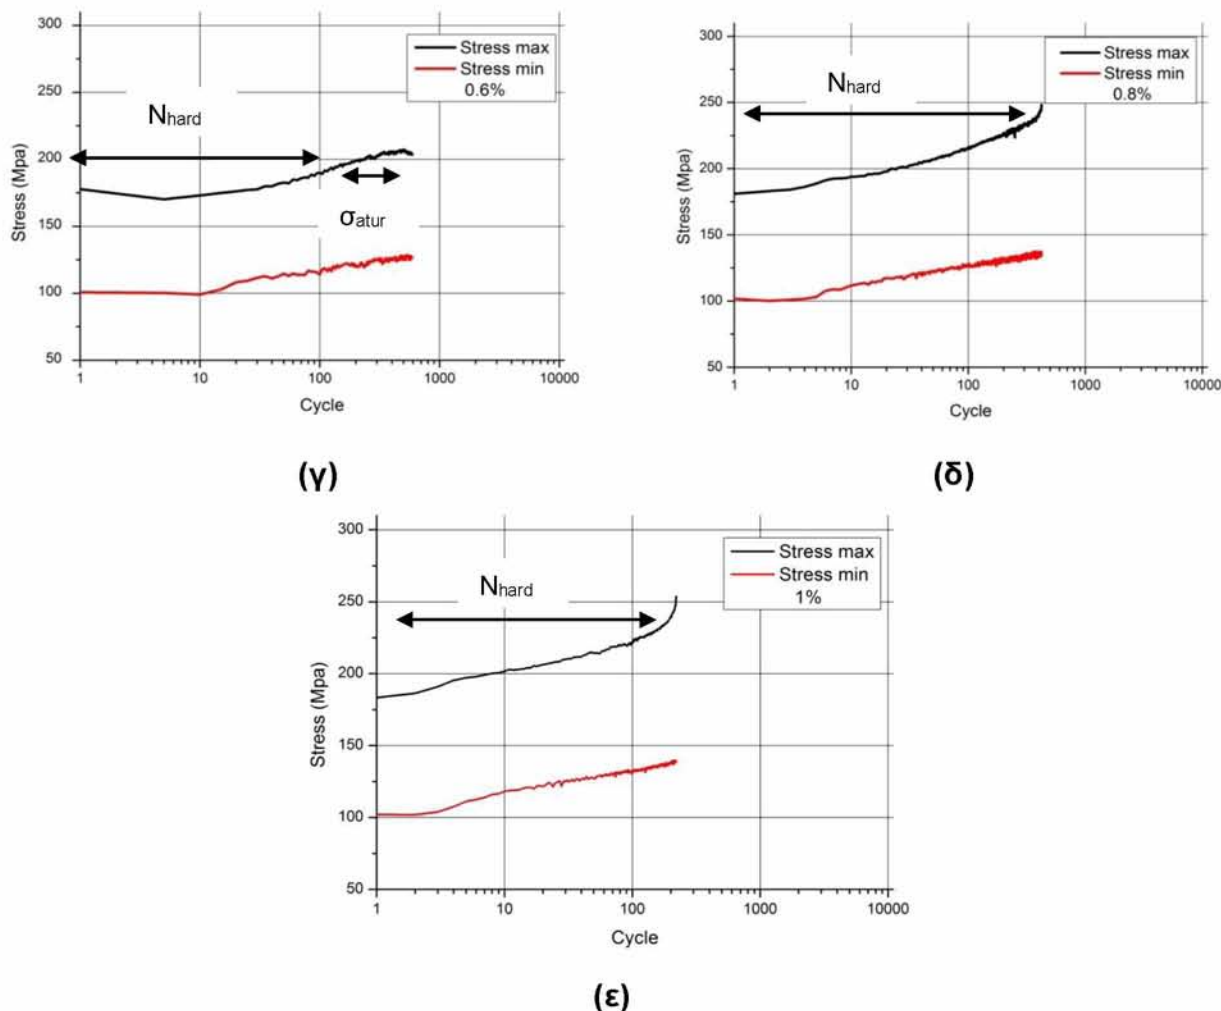 300
250
200
150
100
50
Stress (Mpa)
1
10
100
1000
10000
Cycle
Stress max
Stress min
0.6%
Nhard
σatur
(γ)
300
250
200
150
100
50
Stress (Mpa)
1
10
100
1000
10000
Cycle
Stress max
Stress min
0.8%
Nhard
(δ)
300
250
200
150
100
50
Stress (Mpa)
1
10
100
1000
10000
Cycle
Stress max
Stress min
1%
Nhard
(ε)